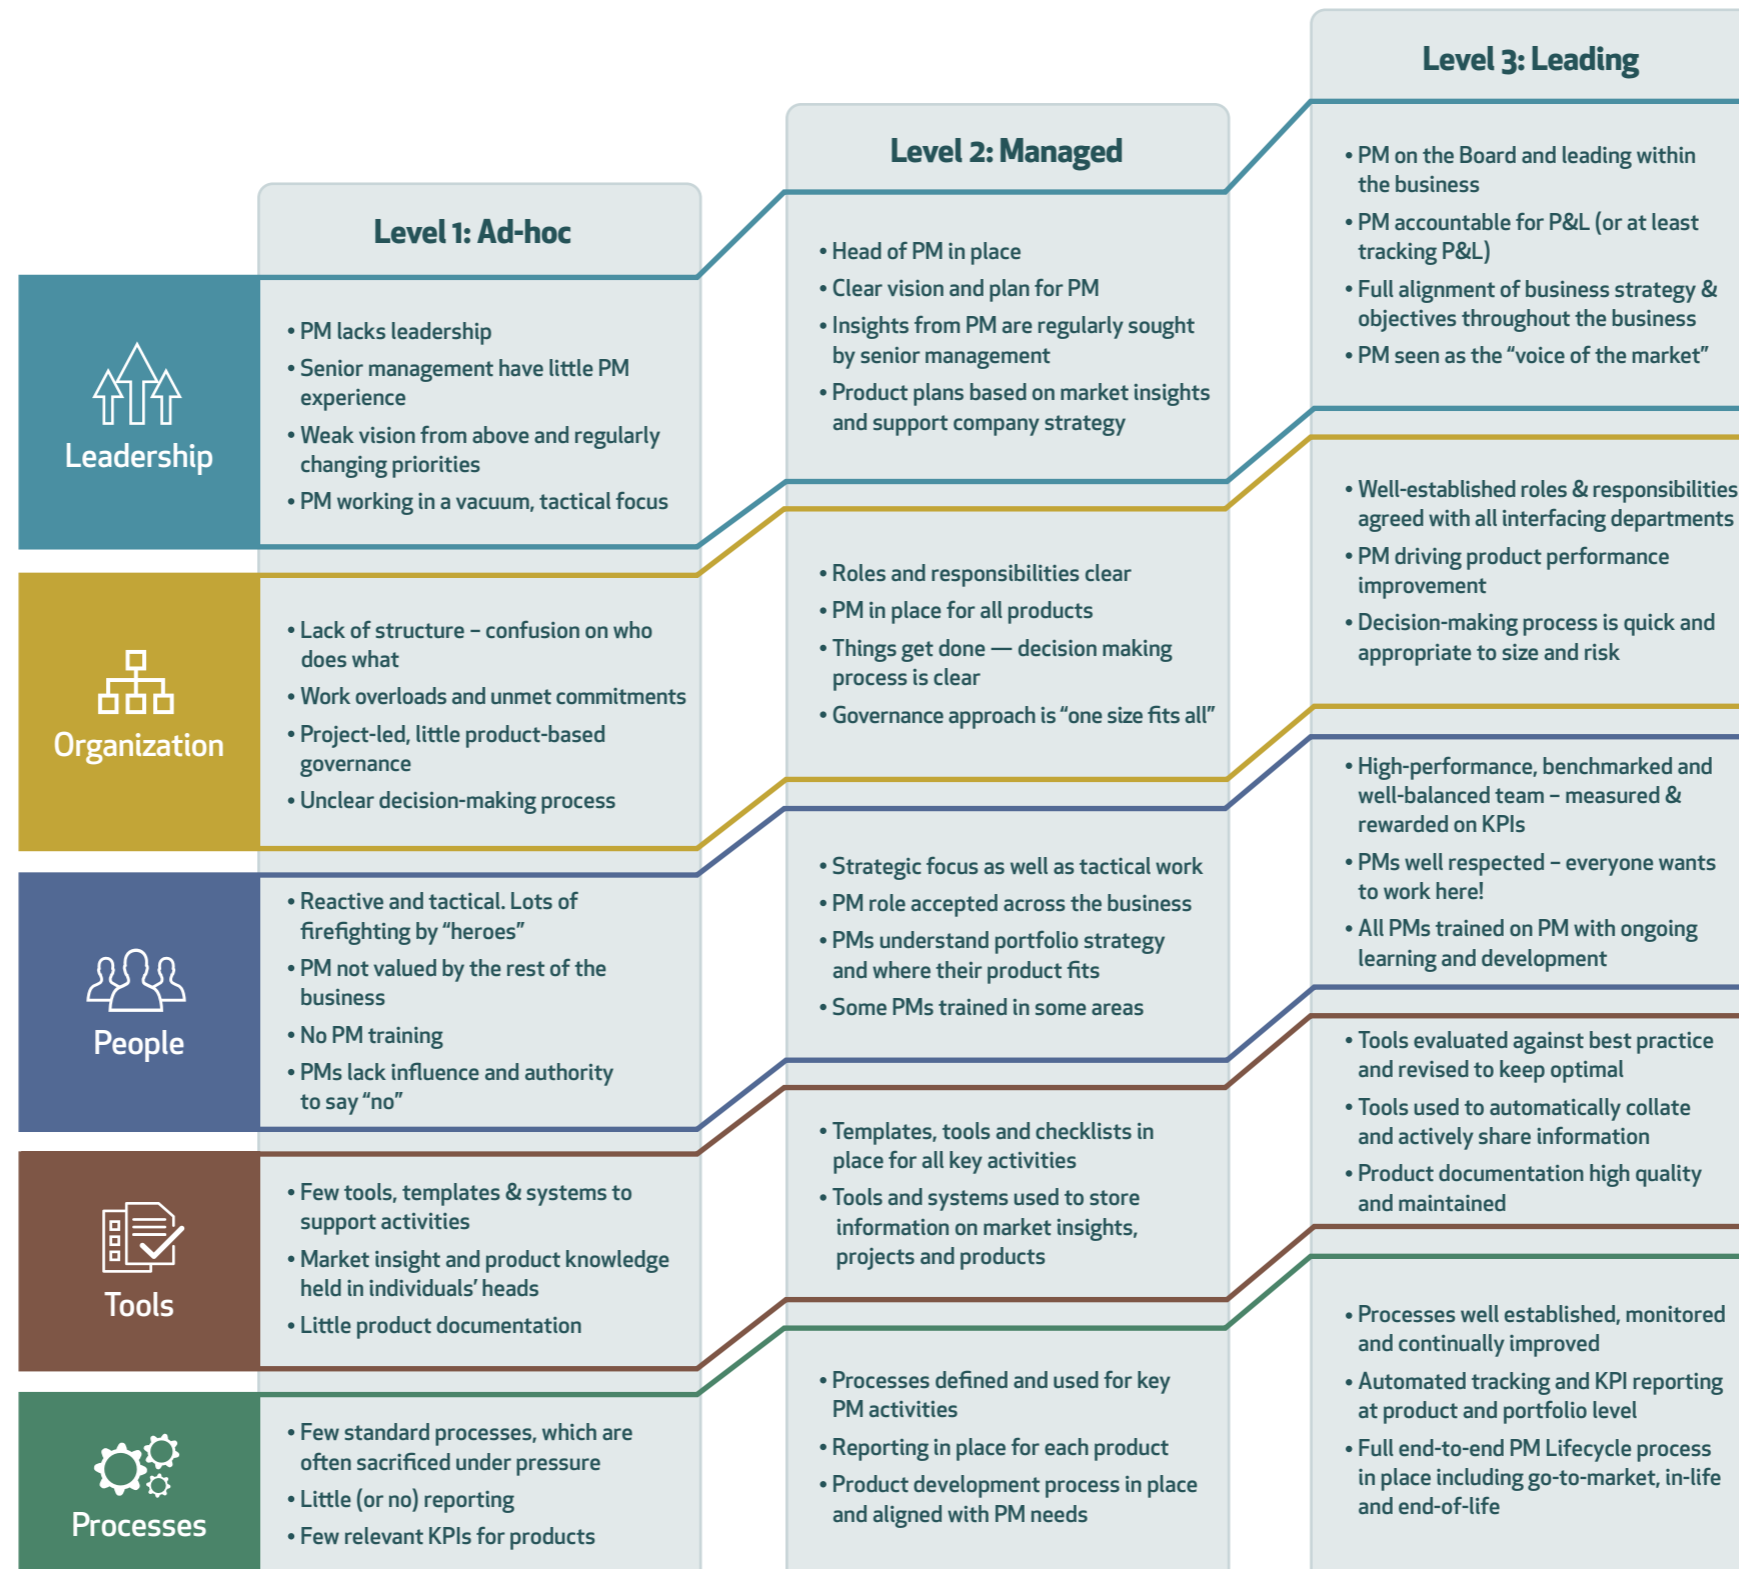 Level 3: Leading
Level 2: Managed
Level 1: Ad-hoc
Leadership
• PM lacks leadership
• Senior management have little PM
experience
• Weak vision from above and regularly
changing priorities
• PM working in a vacuum, tactical focus
• Head of PM in place
• Clear vision and plan for PM
• Insights from PM are regularly sought
by senior management
• Product plans based on market insights
and support company strategy
• PM on the Board and leading within
the business
• PM accountable for P&L (or at least
tracking P&L)
• Full alignment of business strategy &
objectives throughout the business
• PM seen as the “voice of the market”
Organization
• Lack of structure – confusion on who
does what
• Work overloads and unmet commitments
• Project-led, little product-based
governance
• Unclear decision-making process
• Roles and responsibilities clear
• PM in place for all products
• Things get done — decision making
process is clear
• Governance approach is “one size fits all”
• Well-established roles & responsibilities
agreed with all interfacing departments
• PM driving product performance
improvement
• Decision-making process is quick and
appropriate to size and risk
People
• Reactive and tactical. Lots of
firefighting by “heroes”
• PM not valued by the rest of the
business
• No PM training
• PMs lack influence and authority
to say “no”
• Strategic focus as well as tactical work
• PM role accepted across the business
• PMs understand portfolio strategy
and where their product fits
• Some PMs trained in some areas
• High-performance, benchmarked and
well-balanced team – measured &
rewarded on KPIs
• PMs well respected – everyone wants
to work here!
• All PMs trained on PM with ongoing
learning and development
Tools
• Few tools, templates & systems to
support activities
• Market insight and product knowledge
held in individuals’ heads
• Little product documentation
• Templates, tools and checklists in
place for all key activities
• Tools and systems used to store
information on market insights,
projects and products
• Tools evaluated against best practice
and revised to keep optimal
• Tools used to automatically collate
and actively share information
• Product documentation high quality
and maintained
Processes
• Few standard processes, which are
often sacrificed under pressure
• Little (or no) reporting
• Few relevant KPIs for products
• Processes defined and used for key
PM activities
• Reporting in place for each product
• Product development process in place
and aligned with PM needs
• Processes well established, monitored
and continually improved
• Automated tracking and KPI reporting
at product and portfolio level
• Full end-to-end PM Lifecycle process
in place including go-to-market, in-life
and end-of-life